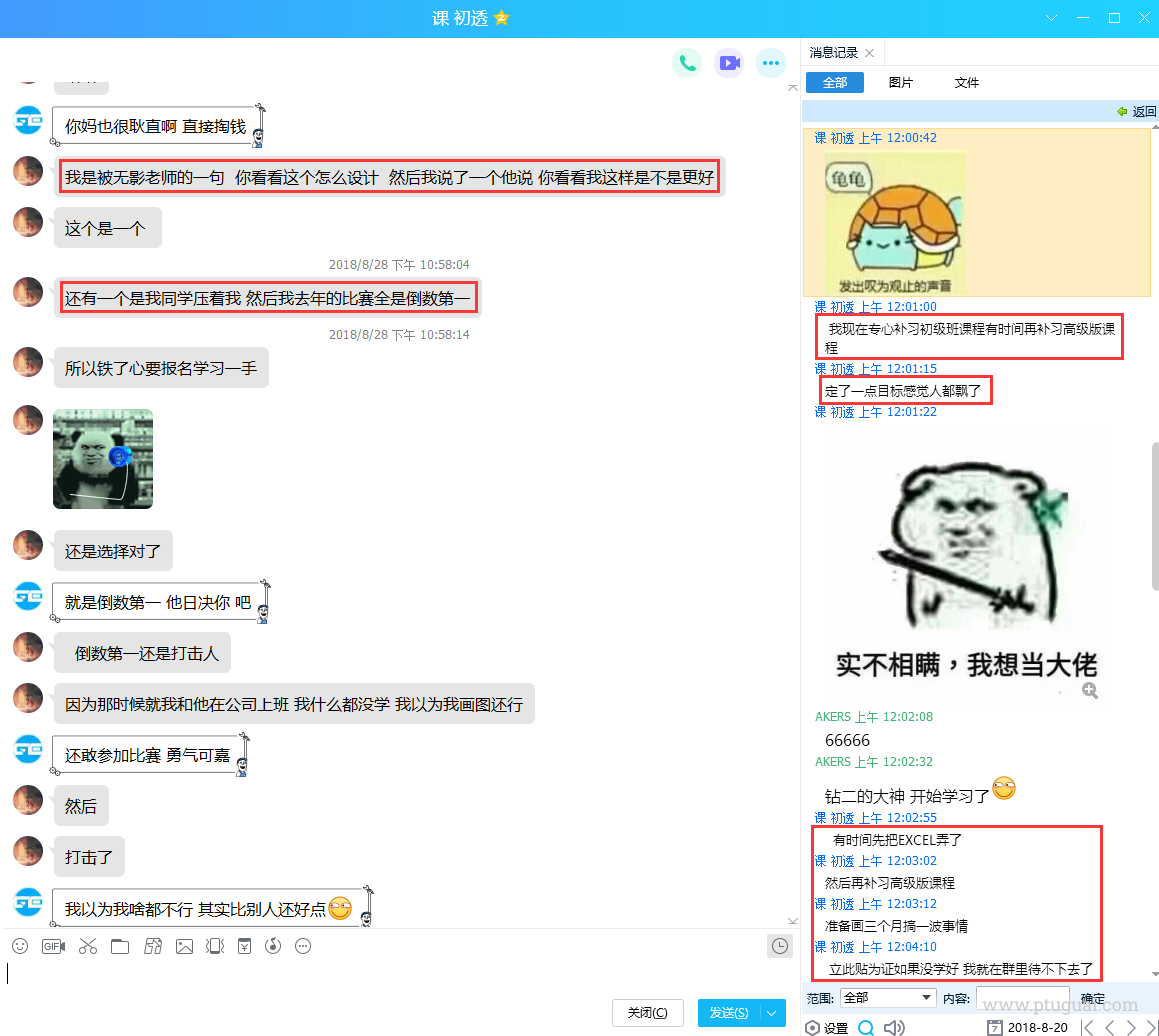 课 初透
你妈也很耿直啊 直接掏钱
我是被无影老师的一句 你看看这个怎么设计 然后我说了一个他说 你看看我这样是不是更好
这个是一个
2018/8/28 下午 10:58:04
还有一个是我同学压着我 然后我去年的比赛全是倒数第一
2018/8/28 下午 10:58:14
所以铁了心要报名学习一手
还是选择对了
就是倒数第一 他日决你 吧
倒数第一还是打击人
因为那时候就我和他在公司上班 我什么都没学 我以为我画图还行
还敢参加比赛 勇气可嘉
然后
打击了
我以为我啥都不行 其实比别人还好点
GIF
关闭(C)
发送(S)
消息记录
全部
图片
文件
返回
课 初透 上午 12:00:42
龟龟
发出叹为观止的声音
课 初透 上午 12:01:00
我现在专心补习初级班课程有时间再补习高级版课
程
课 初透 上午 12:01:15
定了一点目标感觉人都飘了
课 初透 上午 12:01:22
实不相瞒，我想当大佬
AKERS 上午 12:02:08
66666
AKERS 上午 12:02:32
钻二的大神 开始学习了
课 初透 上午 12:02:55
有时间先把EXCEL弄了
课 初透 上午 12:03:02
然后再补习高级版课程
课 初透 上午 12:03:12
准备画三个月搞一波事情
课 初透 上午 12:04:10
立此贴为证如果没学好 我就在群里待不下去了
范围: 全部 内容: 确定
www.ptugual.com
设置
7
2018-8-20